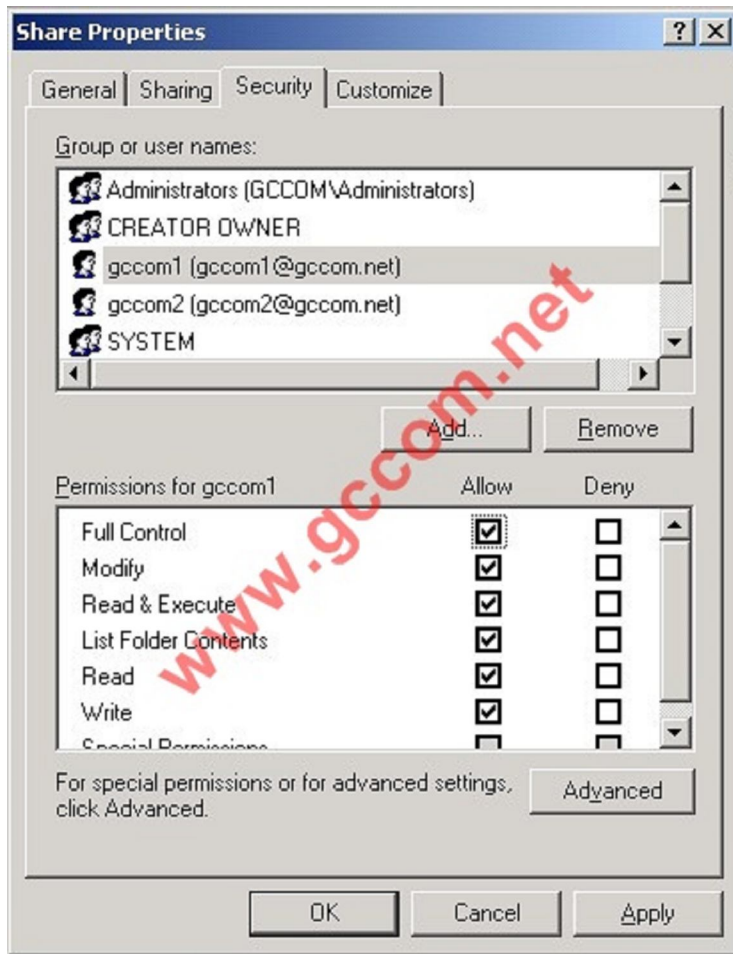 Share Properties
General Sharing Security Customize
Group or user names:
Administrators (GCCOM\Administrators)
CREATOR OWNER
gccom1 (gccom1@gccom.net)
gccom2 (gccom2@gccom.net)
SYSTEM
Add... Remove
Permissions for gccom1 Allow Deny
Full Control
Modify
Read & Execute
List Folder Contents
Read
Write
Special Permissions
For special permissions or for advanced settings,
click Advanced.
Advanced
OK Cancel Apply
www.gccom.net